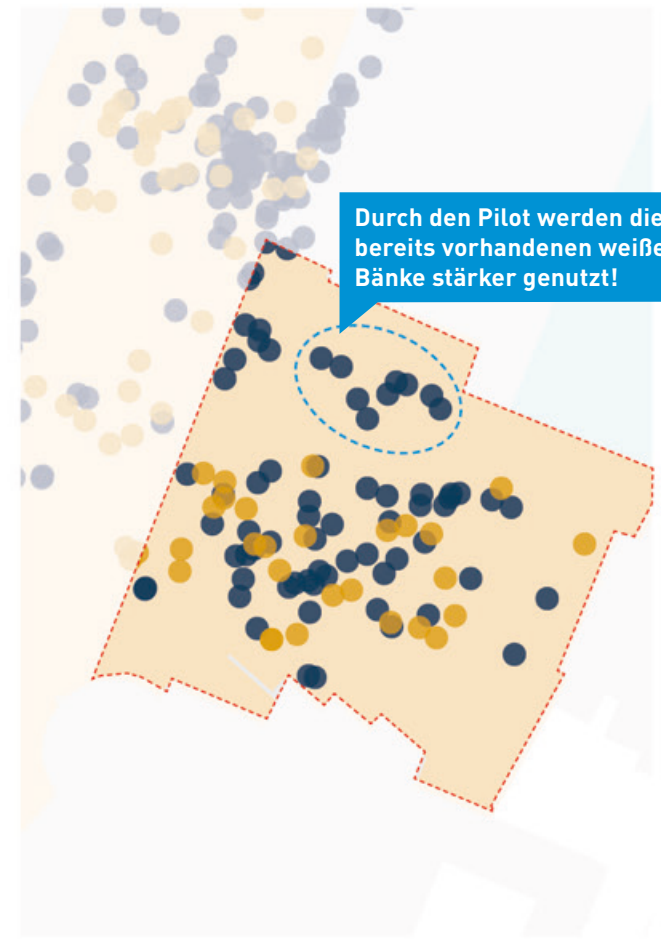 Durch den Pilot werden die
bereits vorhandenen weiße
Bänke stärker genutzt!